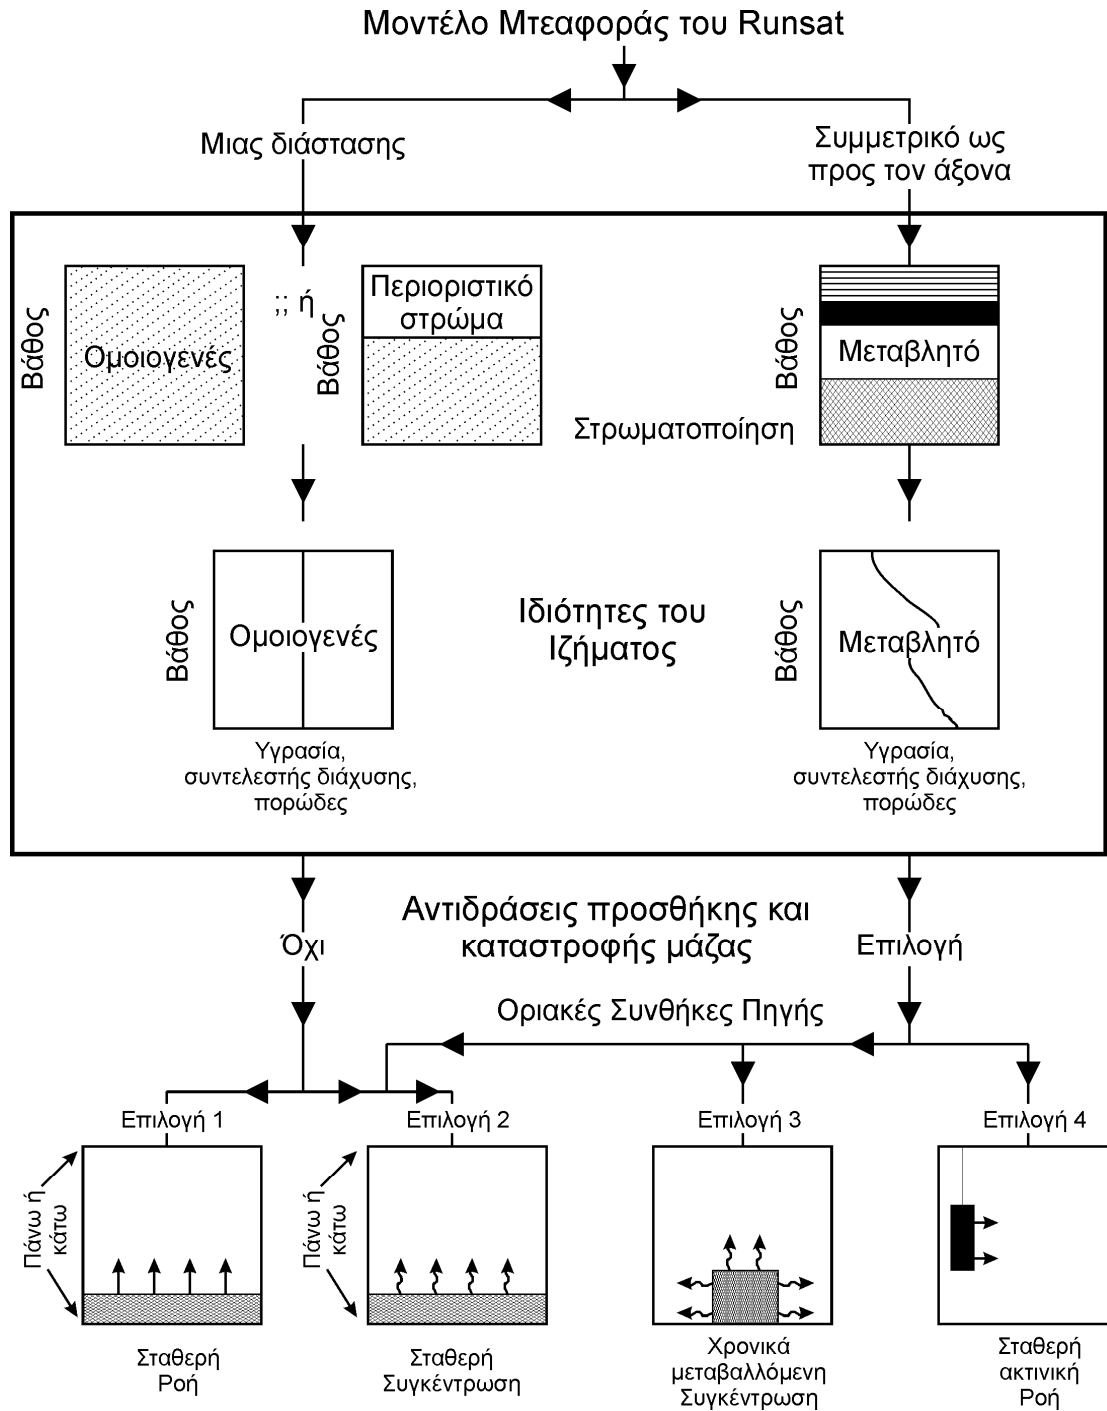 Μοντέλο Μτεαφοράς του Runsat
Μιας διάστασης
Συμμετρικό ως
προς τον άξονα
Βάθος
Ομοιογενές
;; ή
Βάθος
Περιοριστικό
στρώμα
Βάθος
Μεταβλητό
Στρωματοποίηση
Βάθος
Ομοιογενές
Ιδιότητες του
Ιζήματος
Βάθος
Μεταβλητό
Υγρασία,
συντελεστής διάχυσης,
πορώδες
Υγρασία,
συντελεστής διάχυσης,
πορώδες
Αντιδράσεις προσθήκης και
καταστροφής μάζας
Όχι
Επιλογή
Οριακές Συνθήκες Πηγής
Επιλογή 1
Επιλογή 2
Επιλογή 3
Επιλογή 4
Πάνω ή
κάτω
Πάνω ή
κάτω
Σταθερή
Ροή
Σταθερή
Συγκέντρωση
Χρονικά
μεταβαλλόμενη
Συγκέντρωση
Σταθερή
ακτινική
Ροή